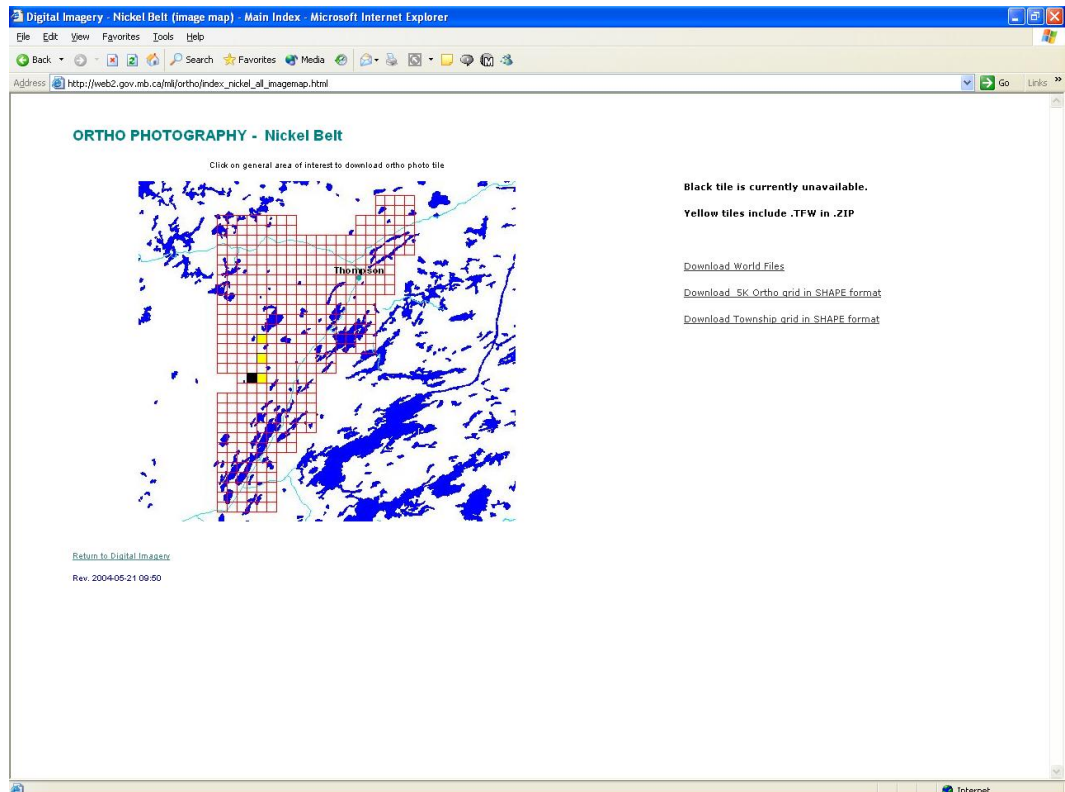 Digital Imagery - Nickel Belt (image map) - Main Index - Microsoft Internet Explorer
File Edit View Favorites Tools Help
Back Search Favorites Media
Address http://web2.gov.mb.ca/mli/ortho/index_nickel_all_imagemap.html Go Links »
ORTHO PHOTOGRAPHY - Nickel Belt
Click on general area of interest to download ortho photo tile
Thompson
Black tile is currently unavailable.
Yellow tiles include .TFW in .ZIP
Download World Files
Download 5K Ortho grid in SHAPE format
Download Township grid in SHAPE format
Return to Digital Imagery
Rev. 2004-05-21 09:50
Internet